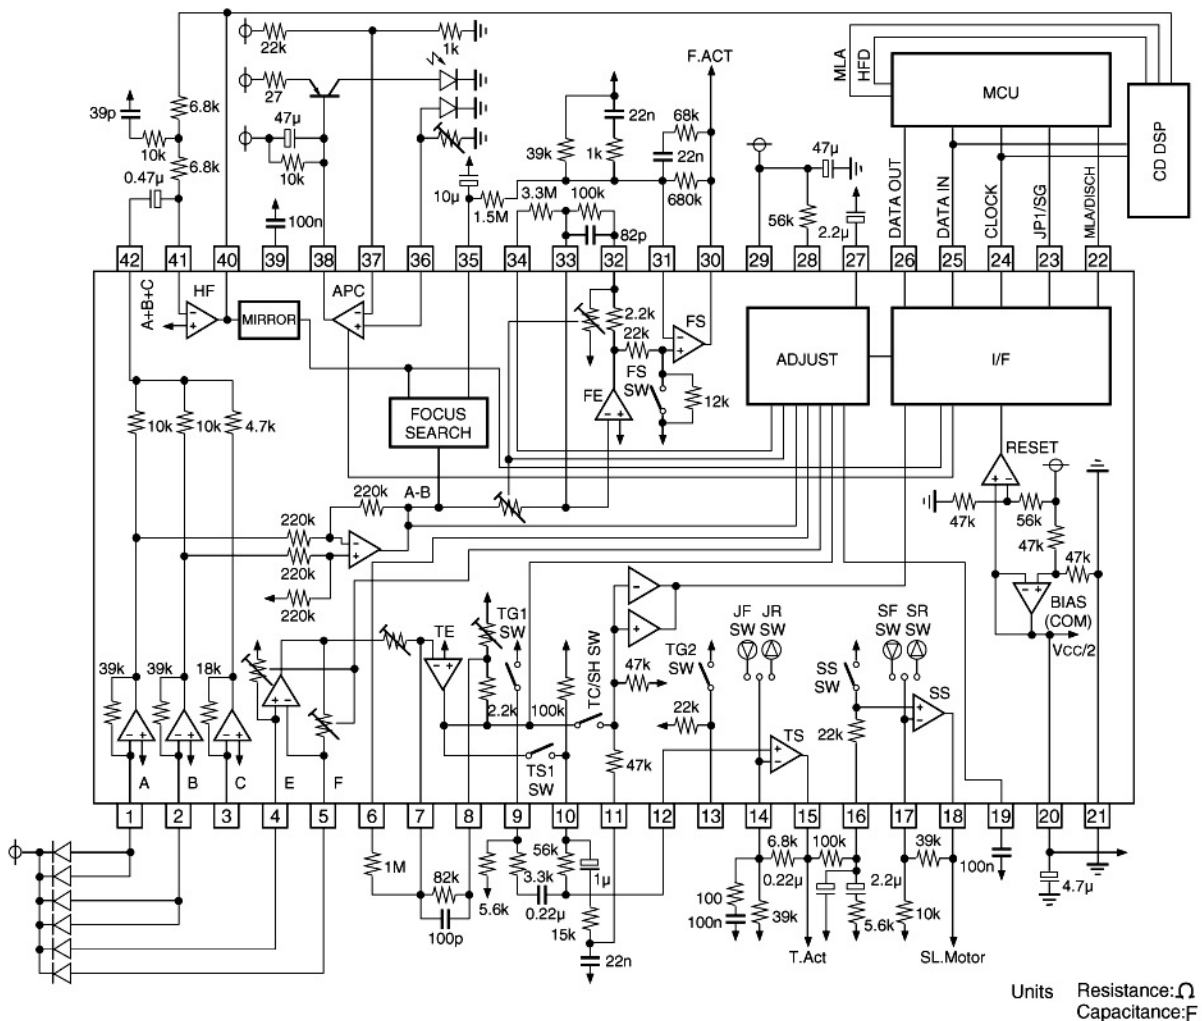 22k
1k
F.ACT
MLA
HFD
MCU
CD DSP
27
39p
6.8k
47µ
22n
68k
10k
39k
1k
22n
47µ
6.8k
10k
0.47µ
100n
10µ
1.5M
3.3M
100k
680k
82p
56k
2.2µ
DATA OUT
DATA IN
CLOCK
JP1/SG
MLA/DISCH
42
41
40
39
38
37
36
35
34
33
32
31
30
29
28
27
26
25
24
23
22
A+B+C
HF
MIRROR
APC
2.2k
22k
FS
ADJUST
I/F
FS
SW
12k
FE
FOCUS
SEARCH
10k
10k
4.7k
RESET
220k
A-B
47k
56k
220k
47k
47k
220k
220k
BIAS
(COM)
VCC/2
TE
TG1
SW
TC/SH SW
TG2
SW
JF
SW
JR
SW
SF
SW
SR
SW
39k
39k
18k
47k
SS
SW
SS
2.2k
100k
22k
22k
TS
TS1
SW
47k
A
B
C
E
F
1
2
3
4
5
6
7
8
9
10
11
12
13
14
15
16
17
18
19
20
21
1M
82k
100p
5.6k
3.3k
0.22µ
56k
1µ
15k
22n
6.8k
100k
39k
0.22µ
2.2µ
100n
100
100n
39k
5.6k
10k
4.7µ
T.Act
SL.Motor
Units Resistance:Ω
Capacitance:F